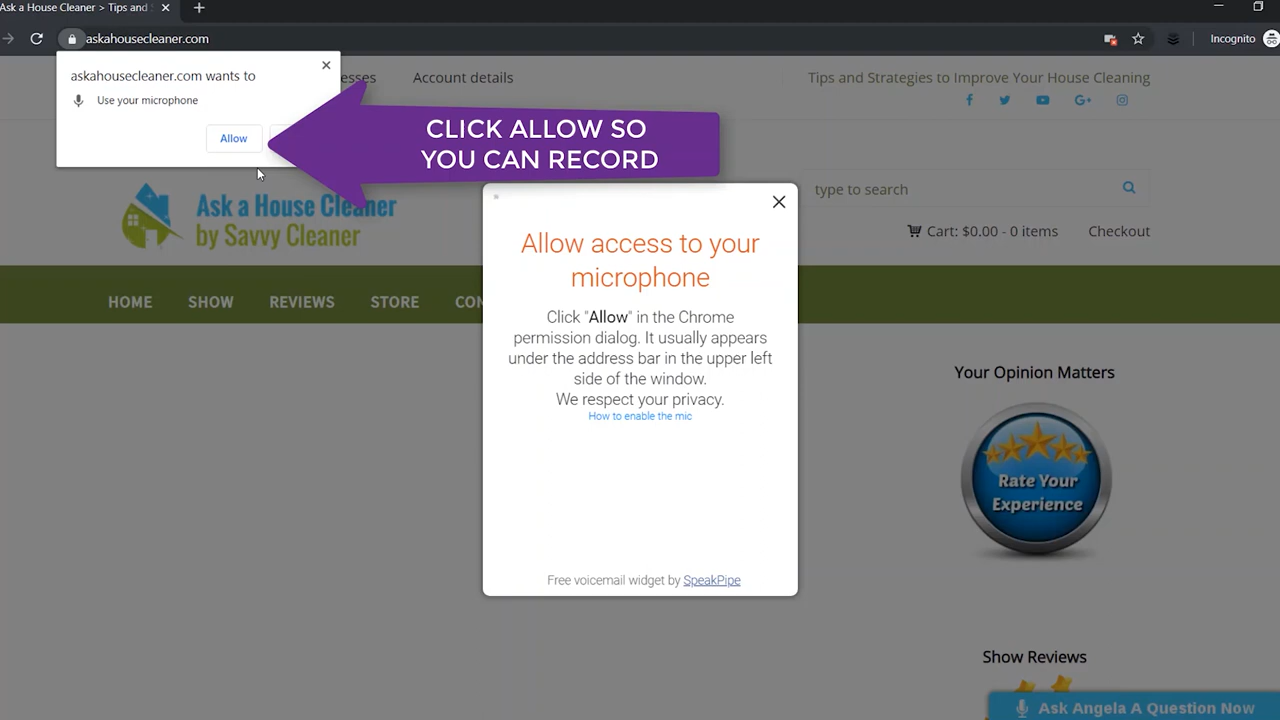 Ask a House Cleaner > Tips and S
askahousecleaner.com
Incognito
askahousecleaner.com wants to
Use your microphone
Allow
esses
Account details
Tips and Strategies to Improve Your House Cleaning
CLICK ALLOW SO
YOU CAN RECORD
Ask a House Cleaner
by Savvy Cleaner
type to search
Cart: $0.00 - 0 items
Checkout
HOME
SHOW
REVIEWS
STORE
CON
Allow access to your
microphone
Click "Allow" in the Chrome
permission dialog. It usually appears
under the address bar in the upper left
side of the window.
We respect your privacy.
How to enable the mic
Free voicemail widget by SpeakPipe
Your Opinion Matters
Rate Your
Experience
Show Reviews
Ask Angela A Question Now